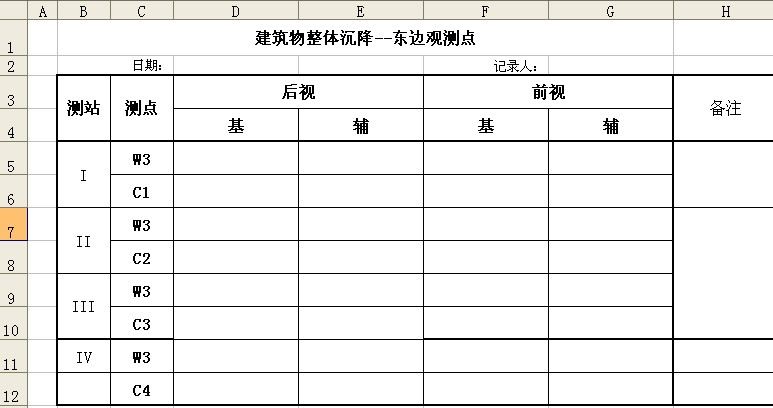 A B C D E F G H
1 建筑物整体沉降--东边观测点
2 日期： 记录人：
3 测站 测点 后视 前视 备注
4 基 辅 基 辅
5 I W3
6 C1
7 II W3
8 C2
9 III W3
10 C3
11 IV W3
12 C4